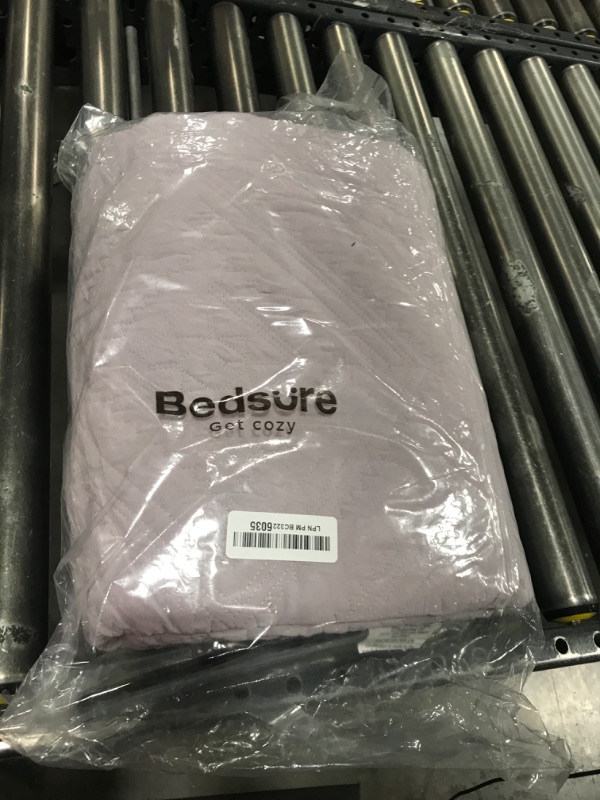 Bedsure
Get cozy
LPN PM BC3226035